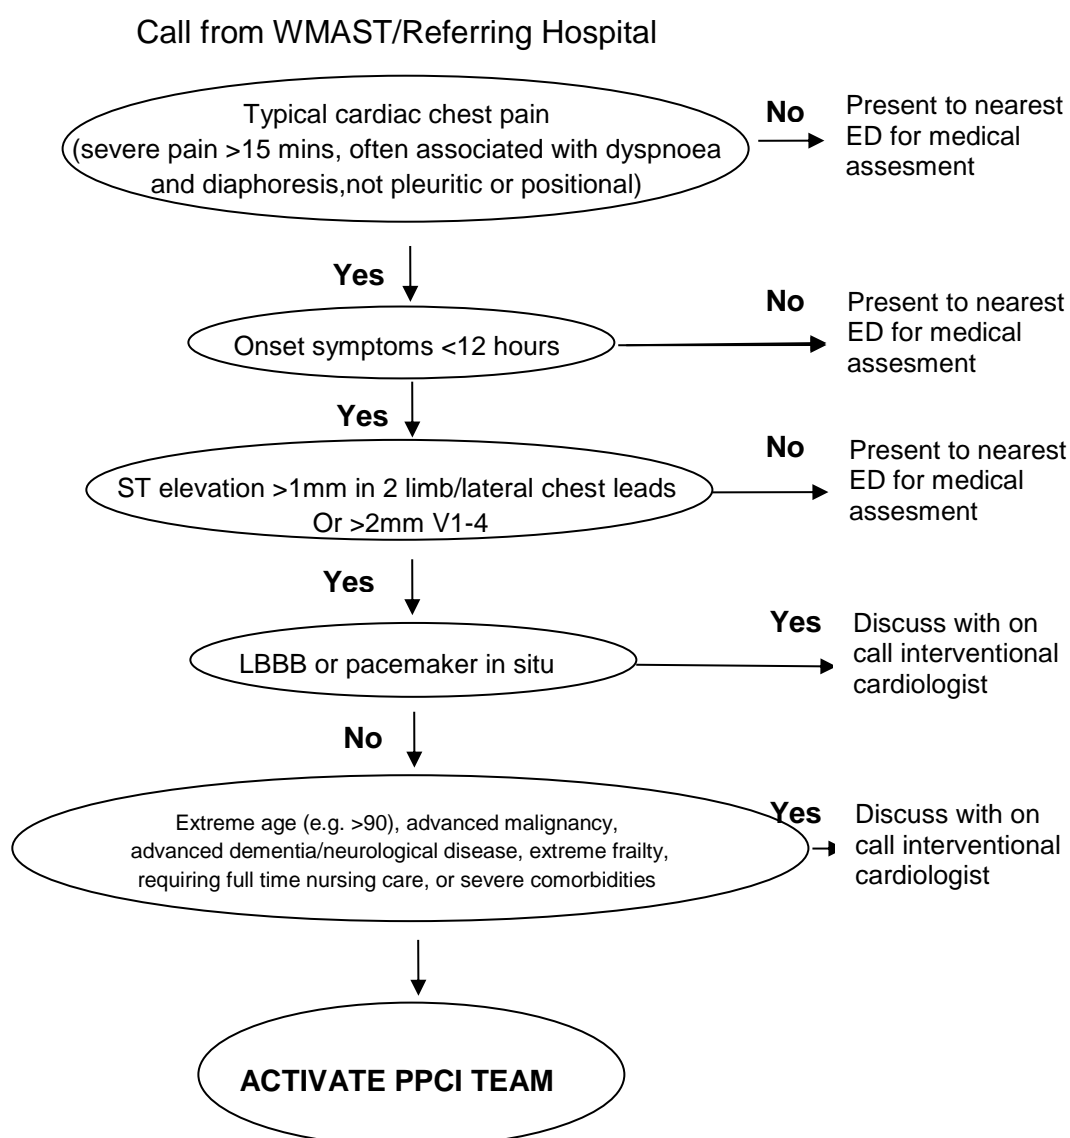 Call from WMAST/Referring Hospital
Typical cardiac chest pain
(severe pain >15 mins, often associated with dyspnoea
and diaphoresis,not pleuritic or positional)
No
Present to nearest
ED for medical
assesment
Yes
Onset symptoms <12 hours
No
Present to nearest
ED for medical
assesment
Yes
ST elevation >1mm in 2 limb/lateral chest leads
Or >2mm V1-4
No
Present to nearest
ED for medical
assesment
Yes
LBBB or pacemaker in situ
Yes
Discuss with on
call interventional
cardiologist
No
Extreme age (e.g. >90), advanced malignancy,
advanced dementia/neurological disease, extreme frailty,
requiring full time nursing care, or severe comorbidities
Yes
Discuss with on
call interventional
cardiologist
ACTIVATE PPCI TEAM